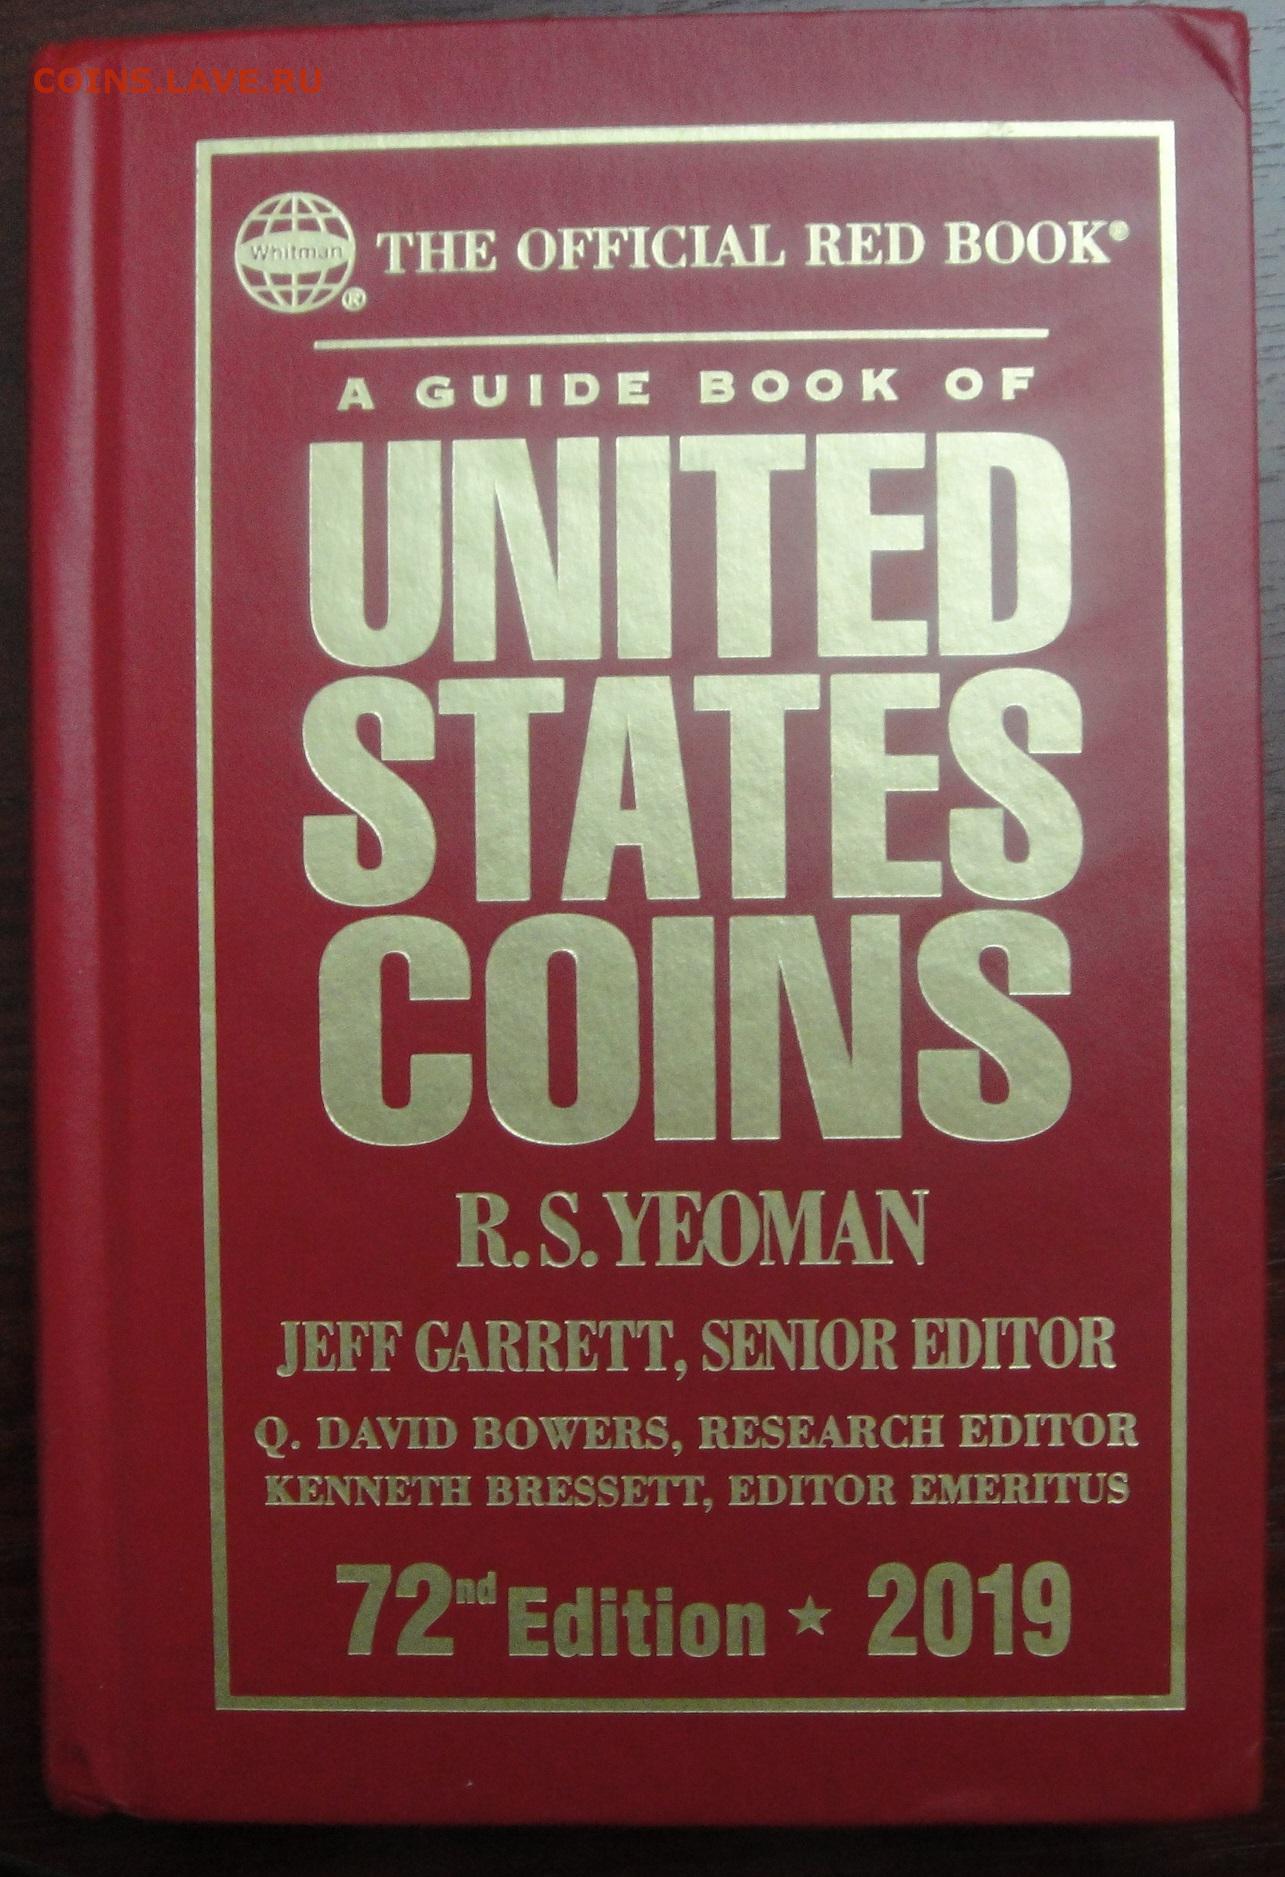 COINS.LAVE.RU
Whitman®
THE OFFICIAL RED BOOK®
A GUIDE BOOK OF
UNITED
STATES
COINS
R.S. YEOMAN
JEFF GARRETT, SENIOR EDITOR
Q. DAVID BOWERS, RESEARCH EDITOR
KENNETH BRESSETT, EDITOR EMERITUS
72nd Edition ★ 2019